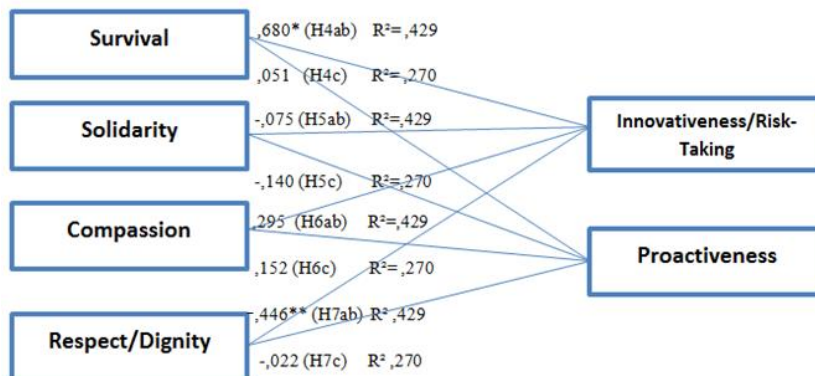 Survival
,680* (H4ab) R²= ,429
,051 (H4c) R²= ,270
Solidarity
-,075 (H5ab) R²=,429
-,140 (H5c) R²=,270
Compassion
,295 (H6ab) R²=,429
,152 (H6c) R²= ,270
Respect/Dignity
-,446** (H7ab) R² ,429
-,022 (H7c) R² ,270
Innovativeness/Risk-
Taking
Proactiveness